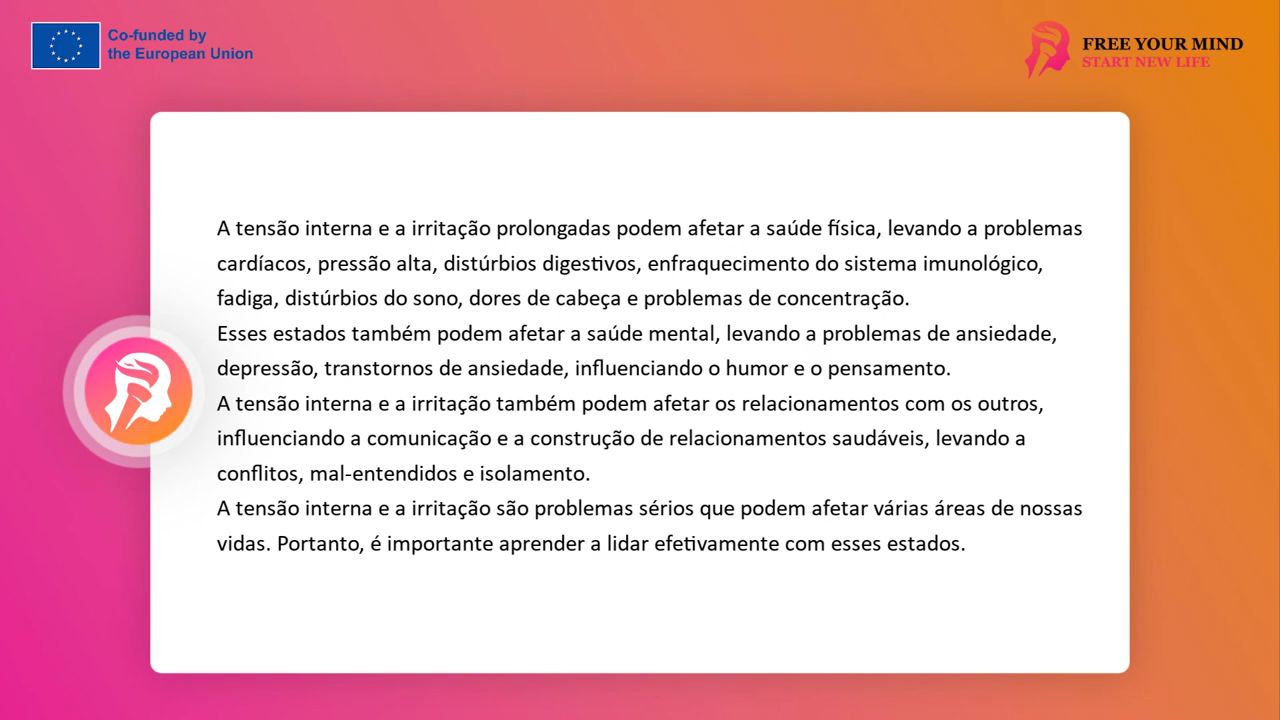 Co-funded by
the European Union
FREE YOUR MIND
START NEW LIFE
A tensão interna e a irritação prolongadas podem afetar a saúde física, levando a problemas
cardíacos, pressão alta, distúrbios digestivos, enfraquecimento do sistema imunológico,
fadiga, distúrbios do sono, dores de cabeça e problemas de concentração.
Esses estados também podem afetar a saúde mental, levando a problemas de ansiedade,
depressão, transtornos de ansiedade, influenciando o humor e o pensamento.
A tensão interna e a irritação também podem afetar os relacionamentos com os outros,
influenciando a comunicação e a construção de relacionamentos saudáveis, levando a
conflitos, mal-entendidos e isolamento.
A tensão interna e a irritação são problemas sérios que podem afetar várias áreas de nossas
vidas. Portanto, é importante aprender a lidar efetivamente com esses estados.